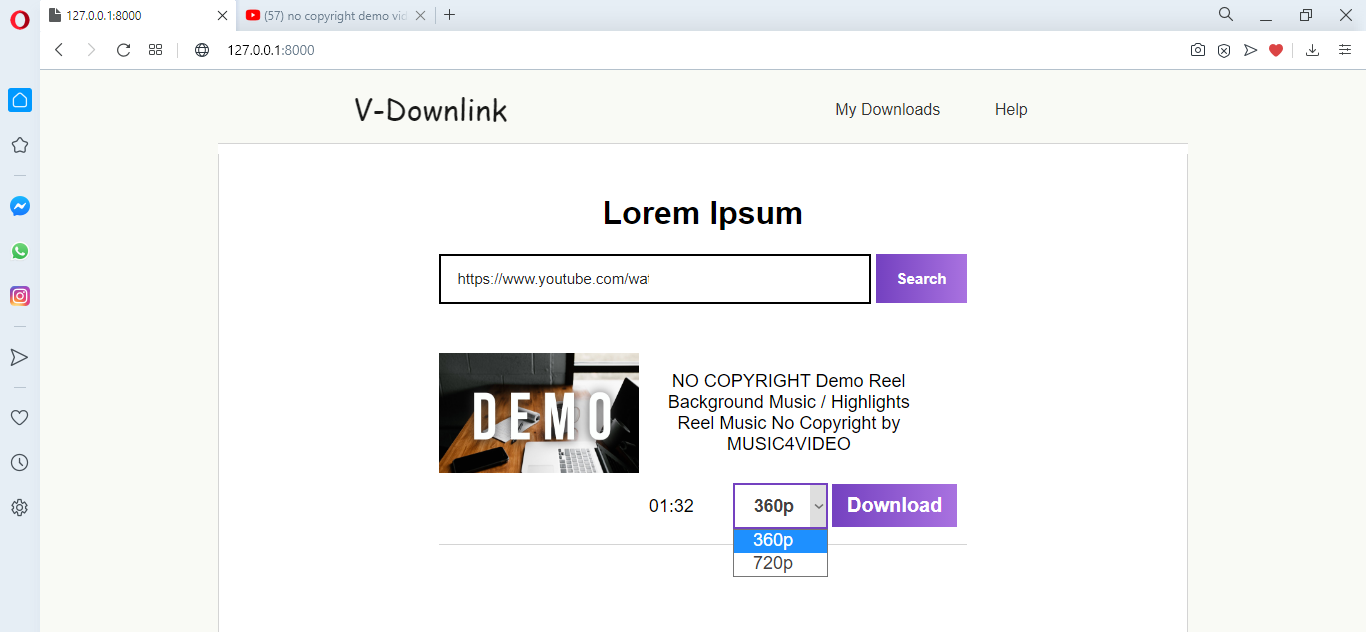 127.0.0.1:8000
(57) no copyright demo vid
127.0.0.1:8000
V-Downlink
My Downloads
Help
Lorem Ipsum
https://www.youtube.com/wat
Search
DEMO
NO COPYRIGHT Demo Reel
Background Music / Highlights
Reel Music No Copyright by
MUSIC4VIDEO
01:32
360p
Download
360p
720p